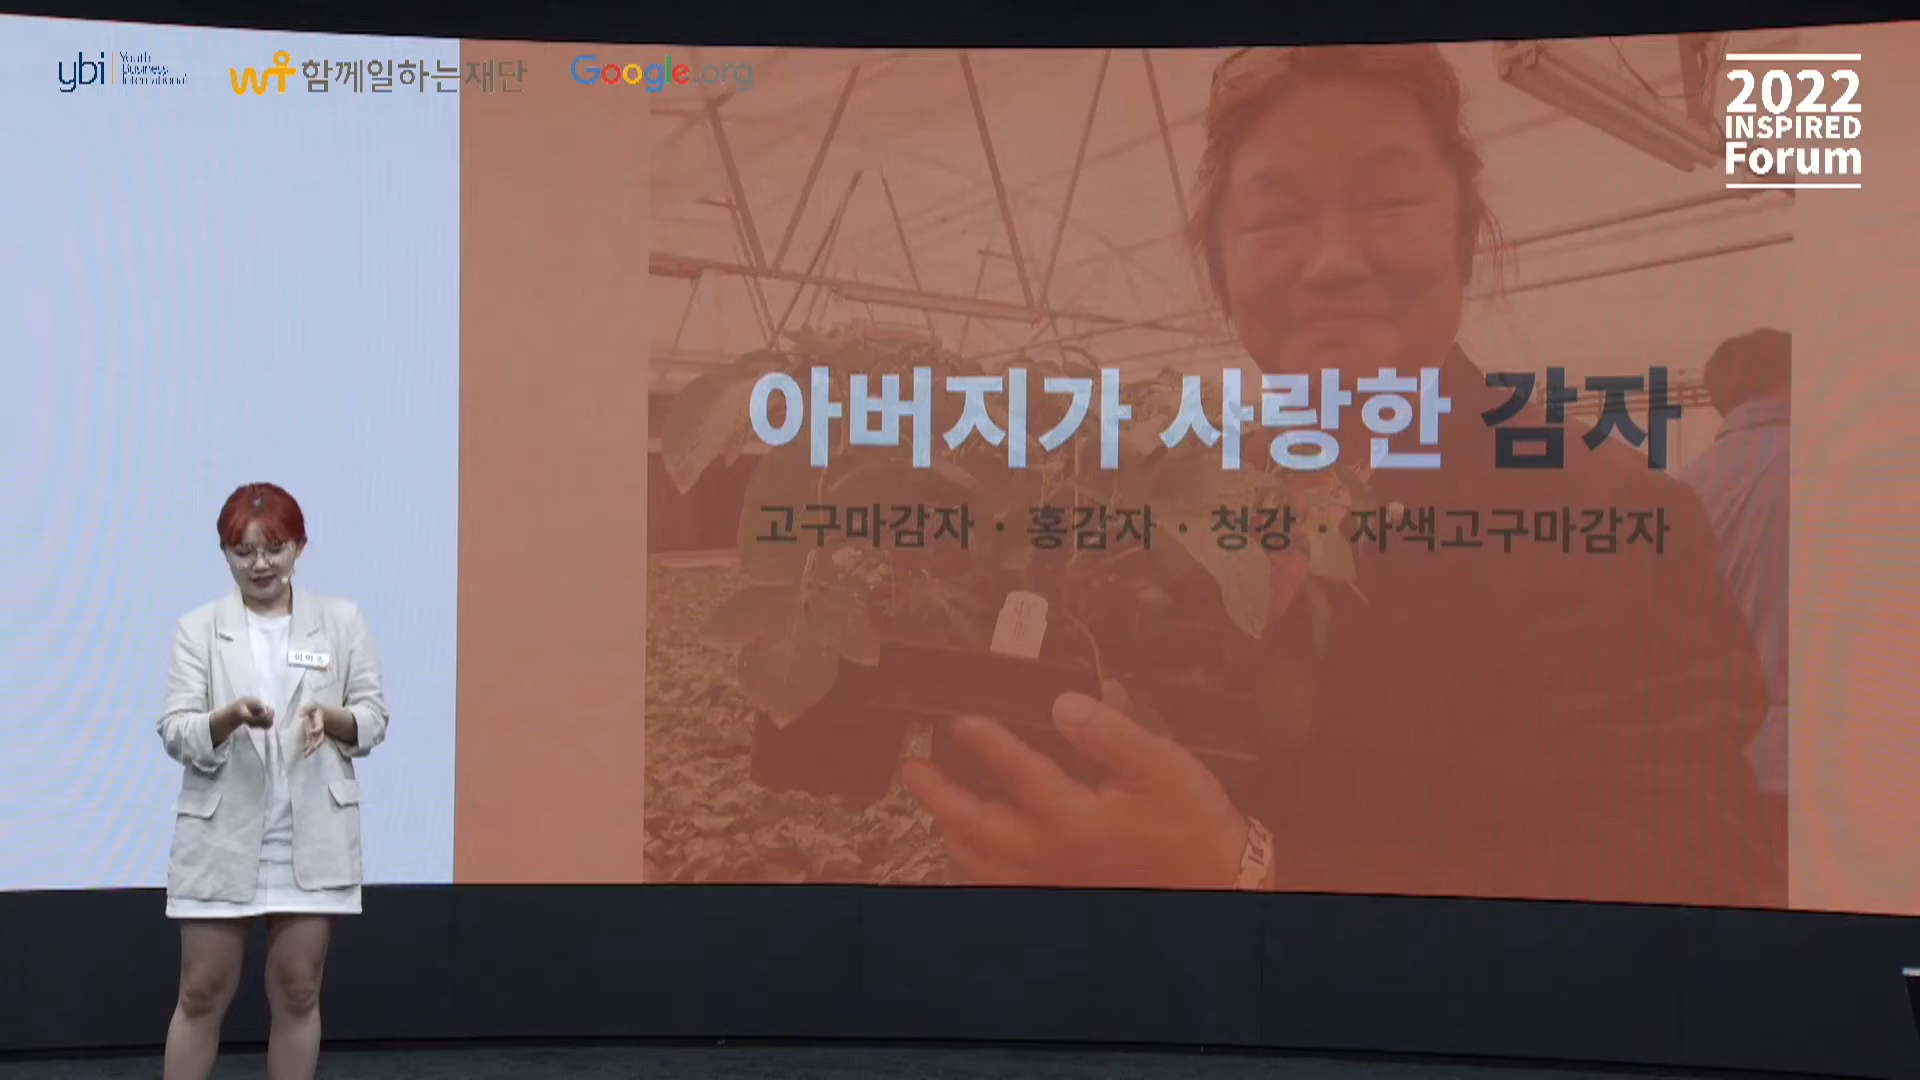 ybi Youth Business International
함께일하는재단
Google.org
2022
INSPIRED
Forum
아버지가 사랑한 감자
고구마감자 · 홍감자 · 청강 · 자색고구마감자